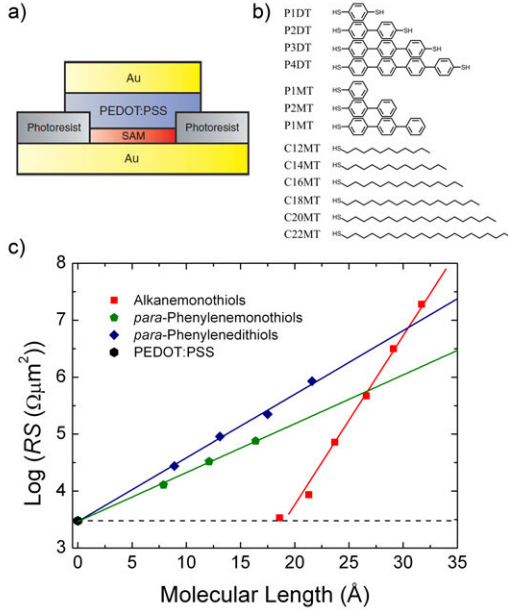 a)
Au
PEDOT:PSS
Photoresist
SAM
Photoresist
Au
b)
P1DT HS SH
P2DT HS SH
P3DT HS SH
P4DT HS SH
P1MT HS
P2MT HS
P1MT HS
C12MT HS
C14MT HS
C16MT HS
C18MT HS
C20MT HS
C22MT HS
c)
Alkanemonothiols
para-Phenylenemonothiols
para-Phenylenedithiols
PEDOT:PSS
Log (RS (Ωμm²))
8
7
6
5
4
3
0 5 10 15 20 25 30 35
Molecular Length (Å)